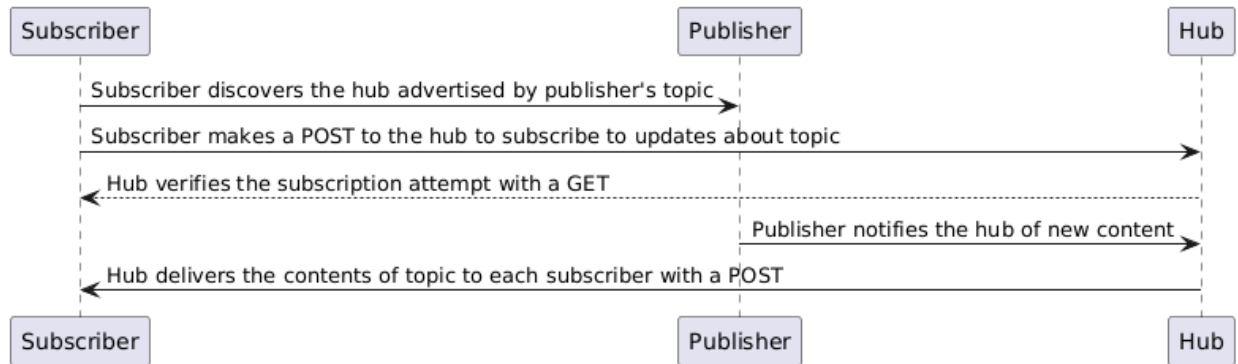 Subscriber Publisher Hub
Subscriber discovers the hub advertised by publisher's topic
Subscriber makes a POST to the hub to subscribe to updates about topic
Hub verifies the subscription attempt with a GET
Publisher notifies the hub of new content
Hub delivers the contents of topic to each subscriber with a POST
Subscriber Publisher Hub